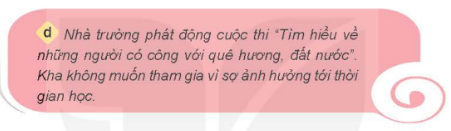 d Nhà trường phát động cuộc thi “Tìm hiểu về
những người có công với quê hương, đất nước”.
Kha không muốn tham gia vì sợ ảnh hưởng tới thời
gian học.